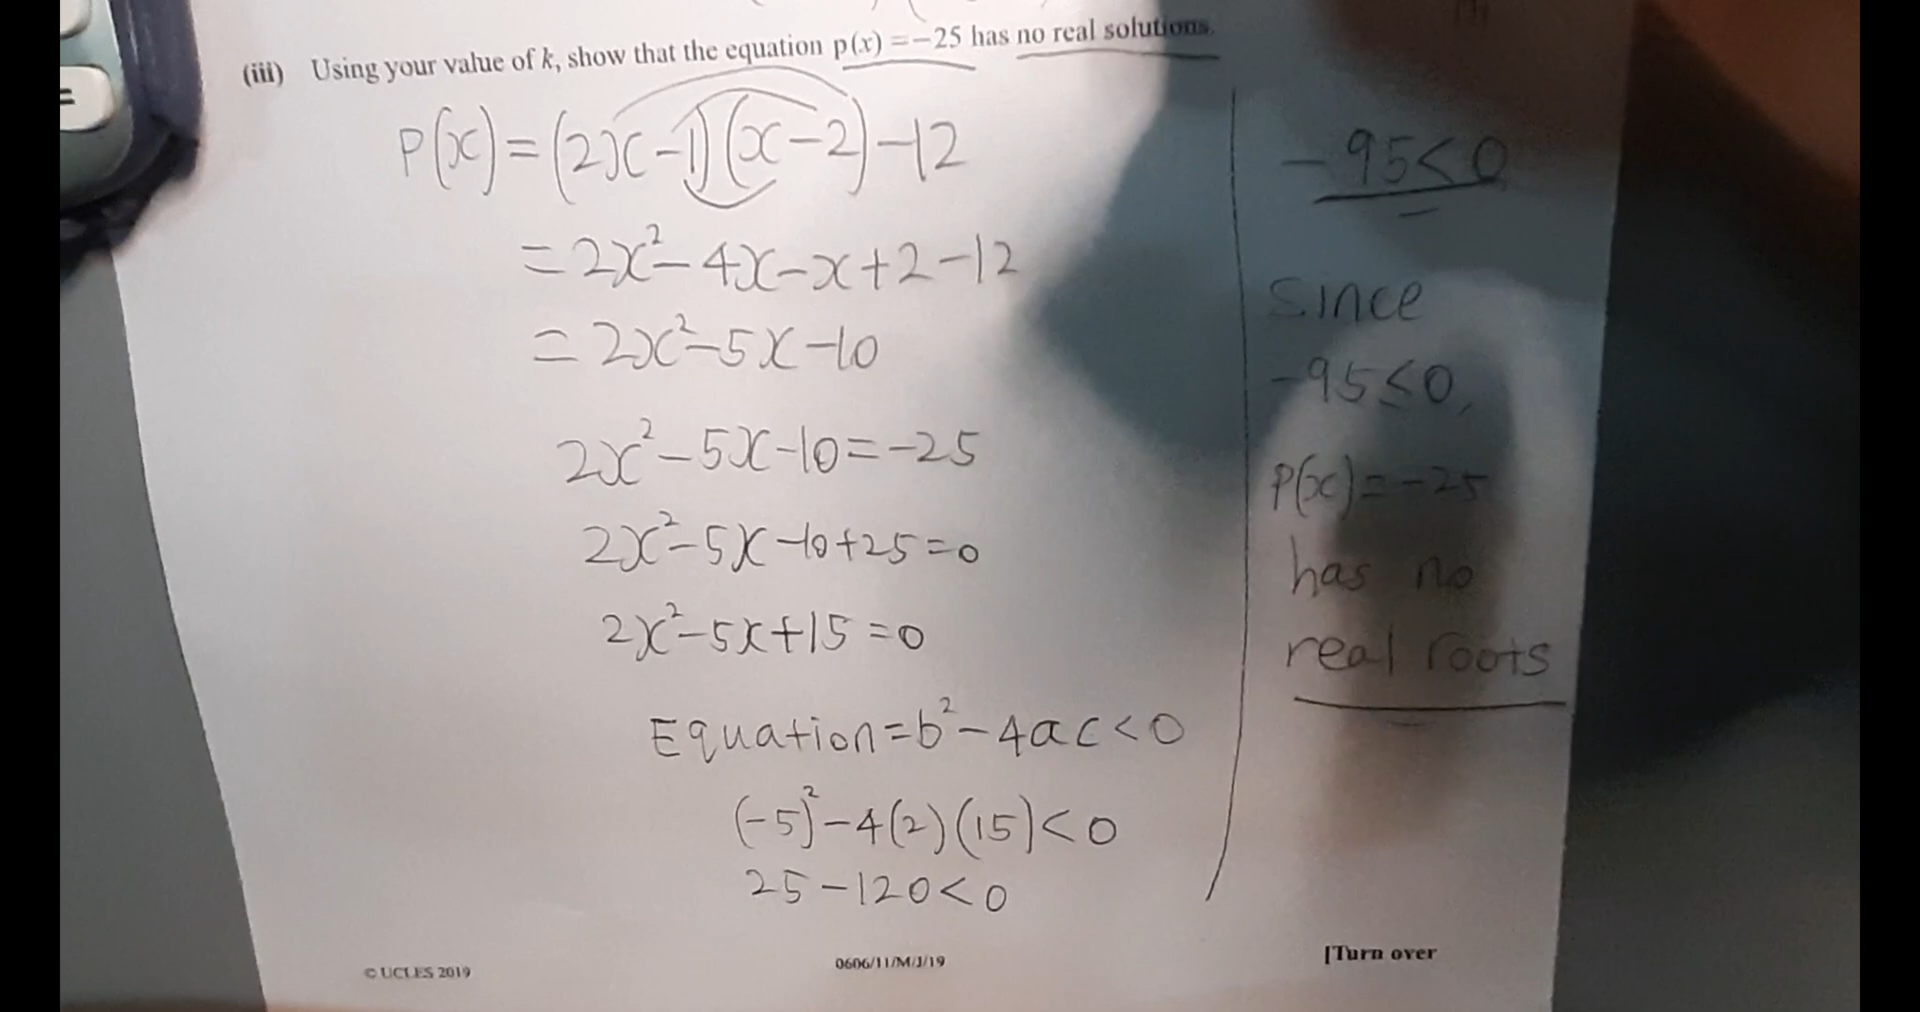 (iii) Using your value of k, show that the equation p(x) = −25 has no real solutions.
P(x) = (2x-1)(x-2)-12
= 2x²-4x-x+2-12
= 2x²-5x-10
2x²-5x-10=-25
2x²-5x-10+25=0
2x²-5x+15=0
Equation=b²-4ac<0
(-5)²-4(2)(15)<0
25-120<0
-95<0
Since
-95≤0,
P(x)=-25
has no
real roots
© UCLES 2019
0606/11/M/J/19
[Turn over